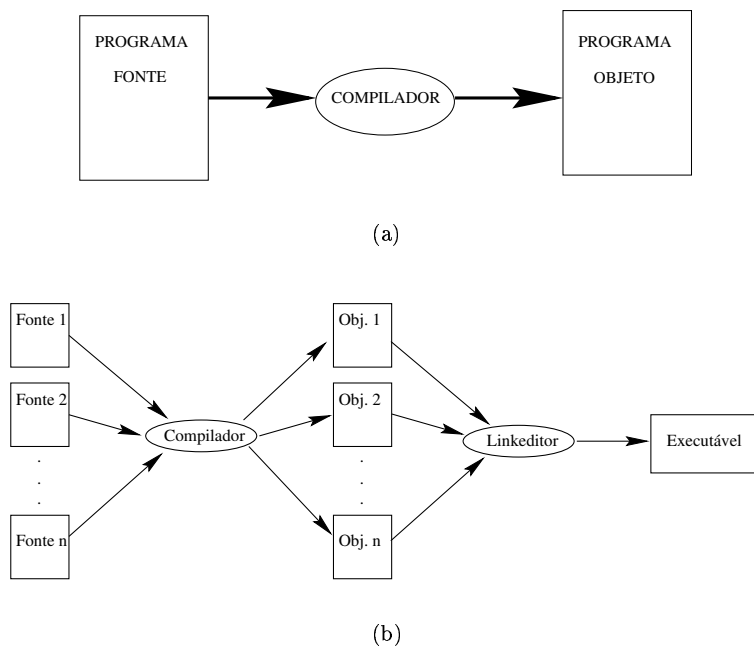 PROGRAMA
FONTE
COMPILADOR
PROGRAMA
OBJETO
(a)
Fonte 1
Fonte 2
. . .
Fonte n
Compilador
Obj. 1
Obj. 2
. . .
Obj. n
Linkeditor
Executável
(b)